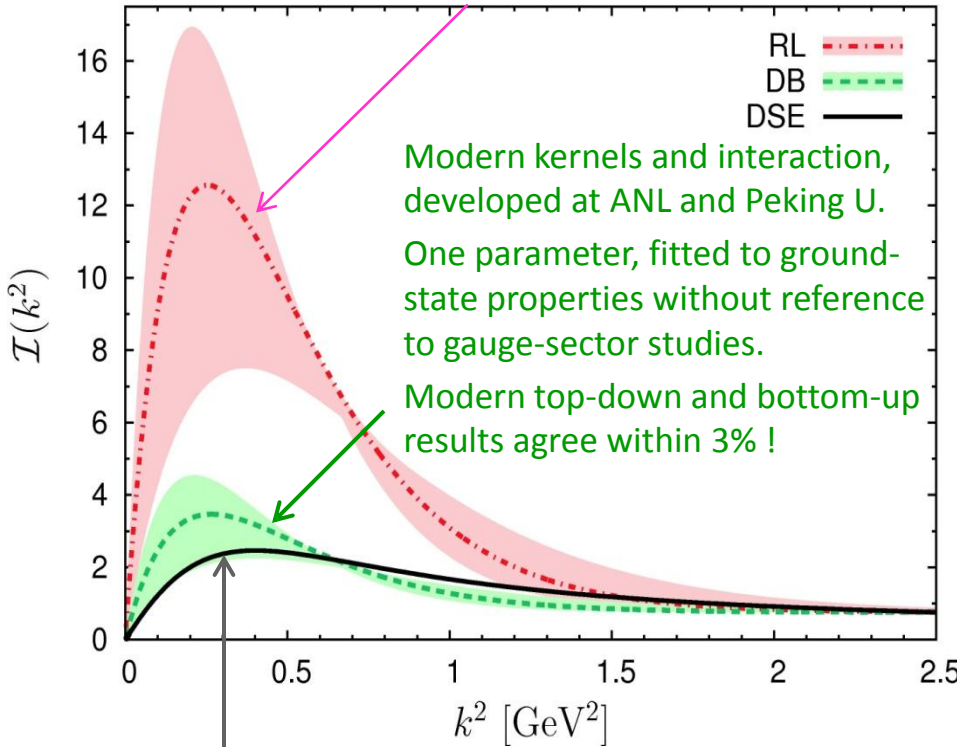 16
14
12
10
8
6
4
2
0
RL
DB
DSE
Modern kernels and interaction,
developed at ANL and Peking U.
One parameter, fitted to ground-
state properties without reference
to gauge-sector studies.
Modern top-down and bottom-up
results agree within 3% !
ℐ(k²)
0 0.5 1 1.5 2 2.5
k² [GeV²]